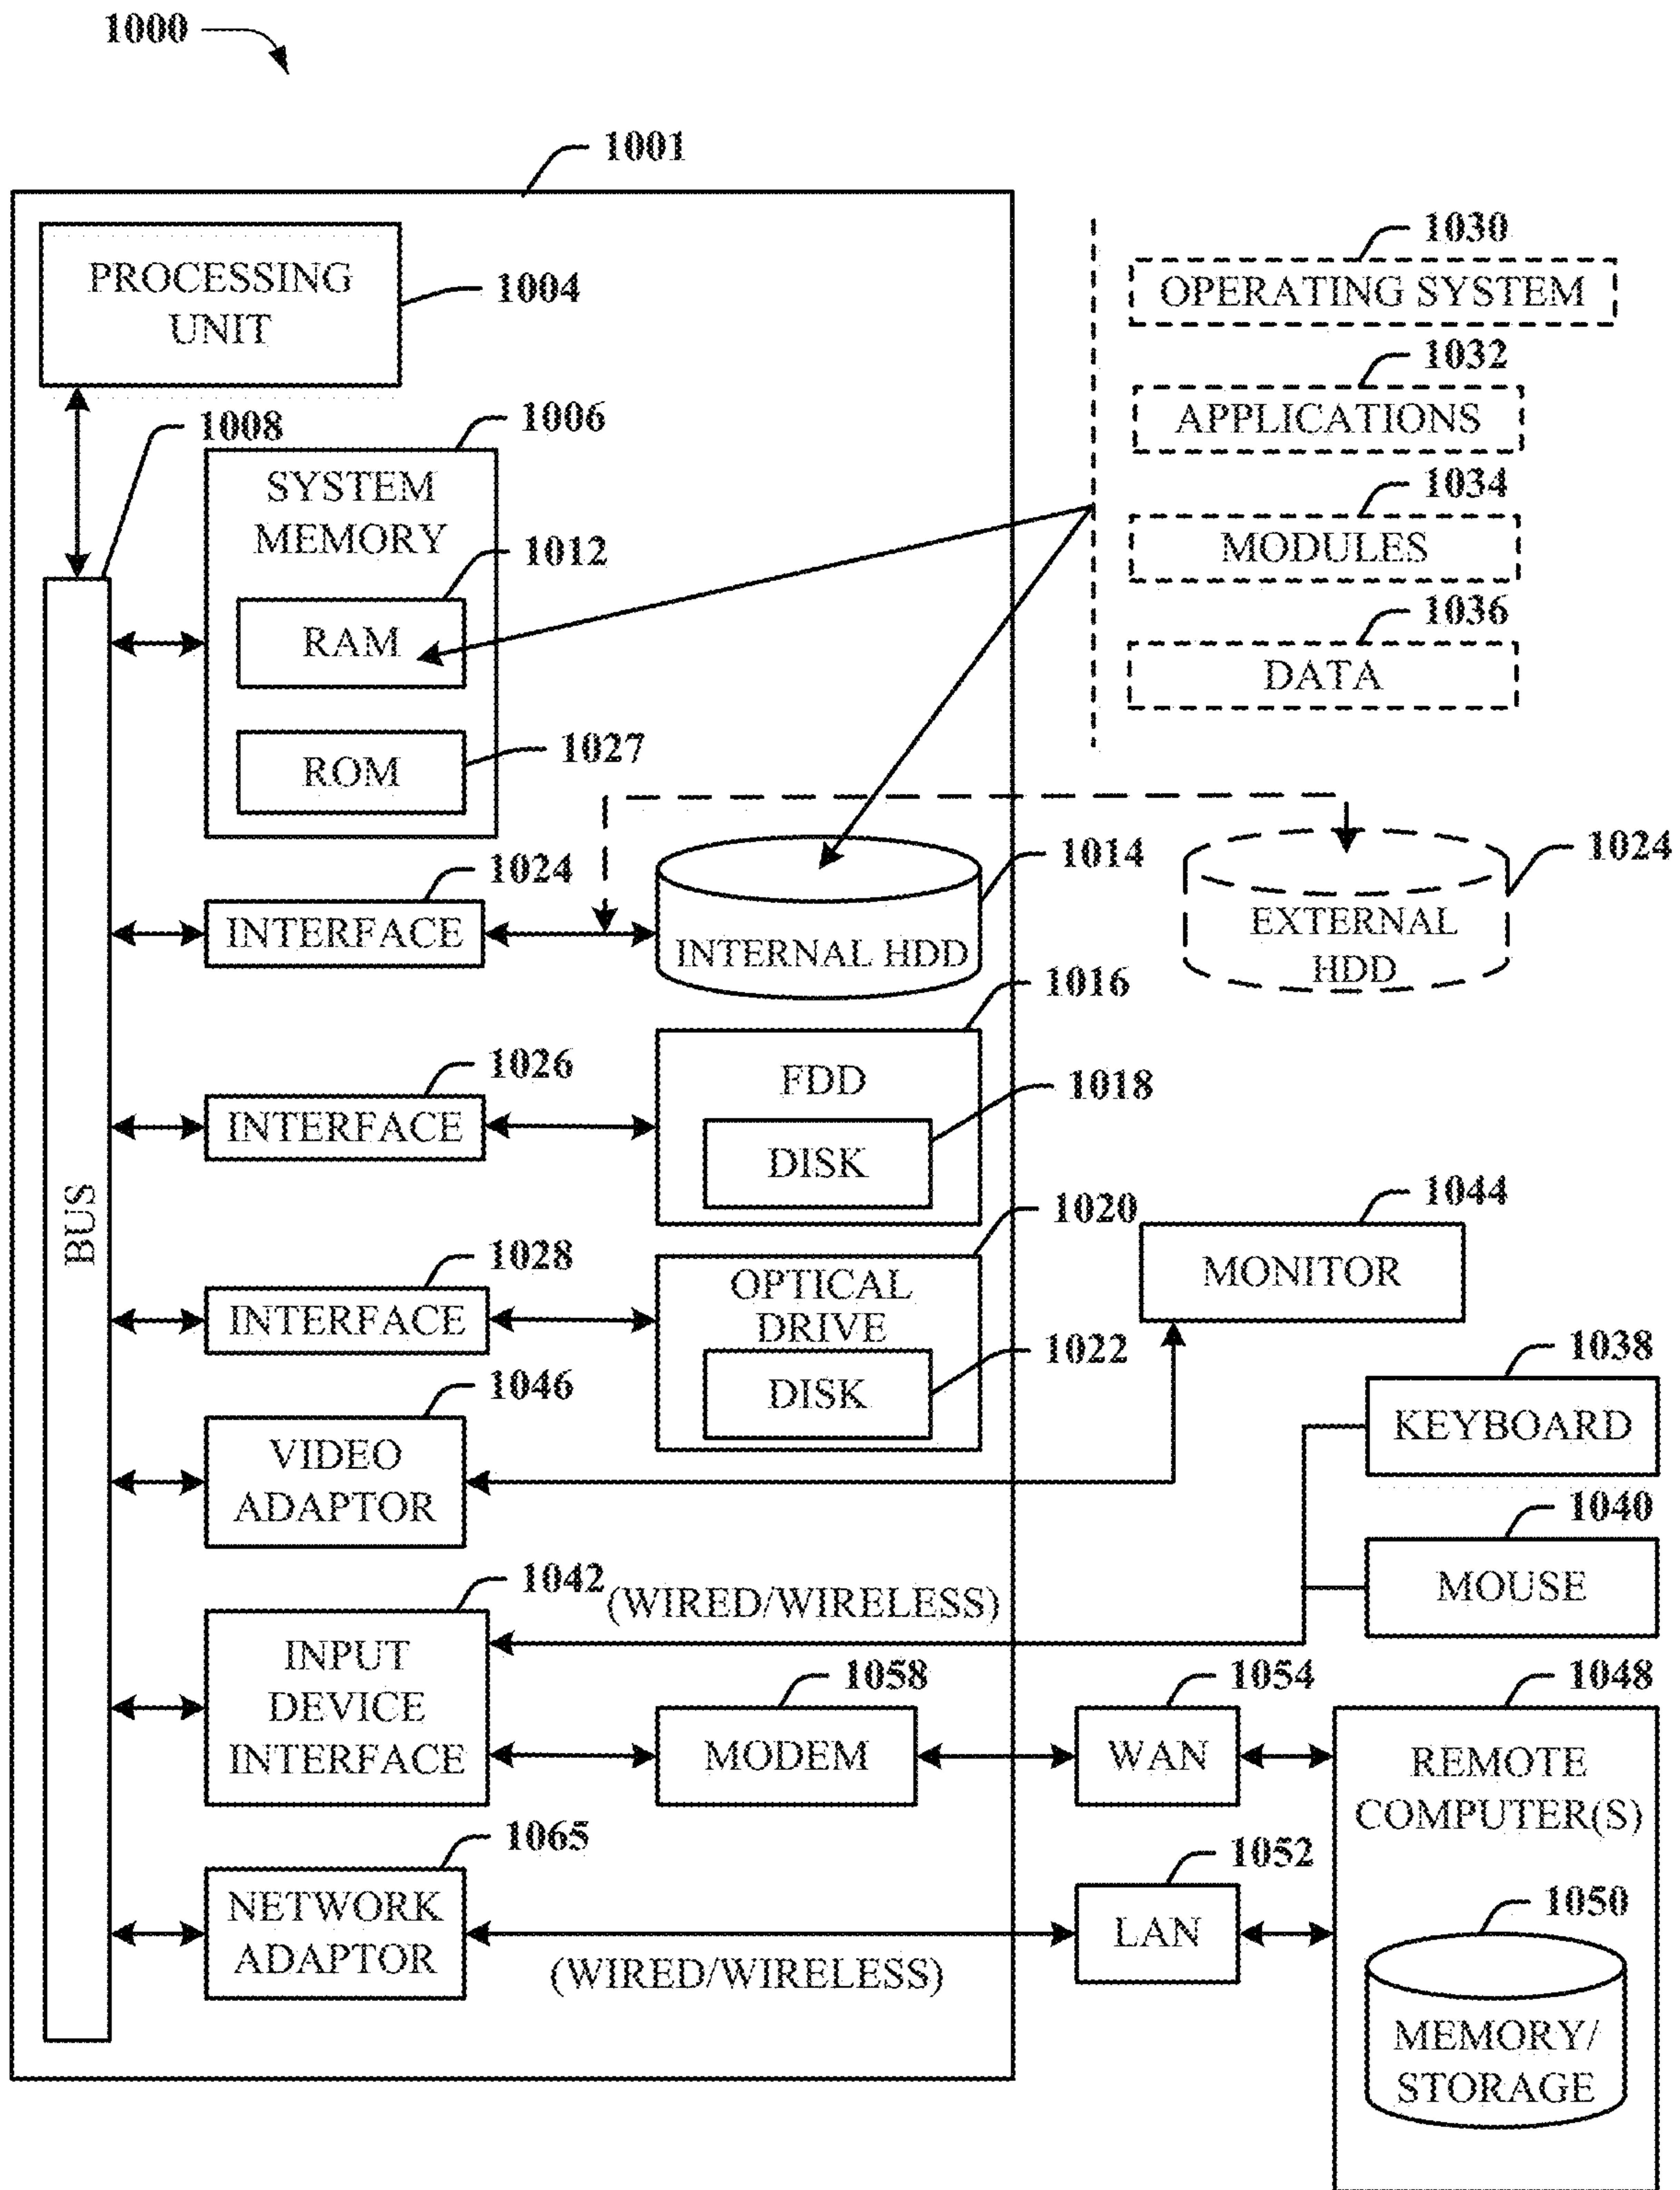 1000
1001
PROCESSING
UNIT
1004
1030
OPERATING SYSTEM
1032
APPLICATIONS
1034
MODULES
1036
DATA
1008
1006
SYSTEM
MEMORY
1012
RAM
1027
ROM
1024
INTERFACE
1014
INTERNAL HDD
1024
EXTERNAL
HDD
1026
INTERFACE
1016
FDD
1018
DISK
BUS
1028
INTERFACE
1020
OPTICAL
DRIVE
1022
DISK
1044
MONITOR
1046
VIDEO
ADAPTOR
1038
KEYBOARD
1040
MOUSE
1042
(WIRED/WIRELESS)
INPUT
DEVICE
INTERFACE
1058
MODEM
1054
WAN
1048
REMOTE
COMPUTER(S)
1065
NETWORK
ADAPTOR
(WIRED/WIRELESS)
1052
LAN
1050
MEMORY/
STORAGE